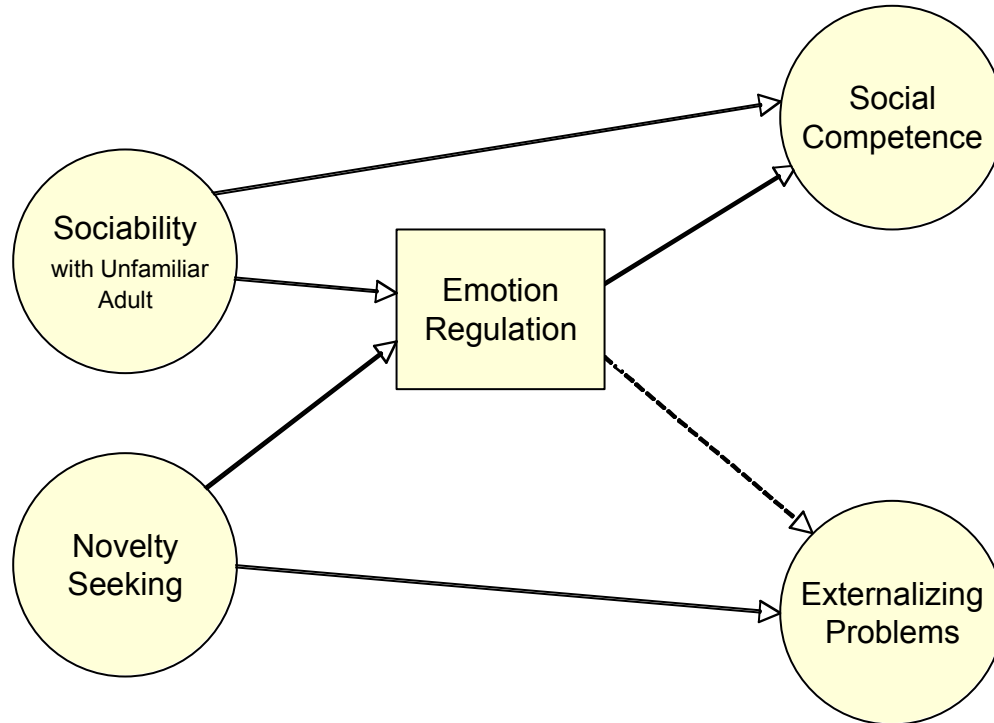 Social
Competence
Sociability
with Unfamiliar
Adult
Emotion
Regulation
Novelty
Seeking
Externalizing
Problems